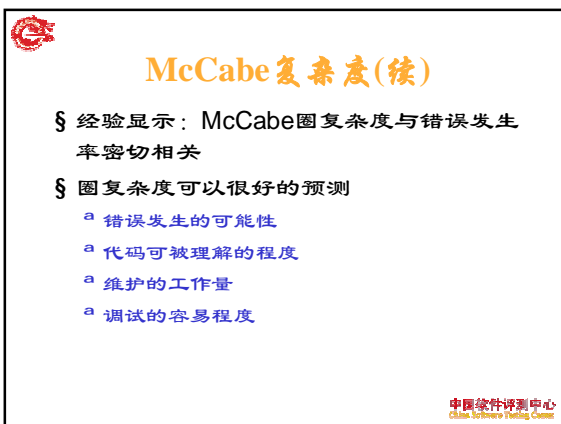 McCabe复杂度(续)
§ 经验显示：McCabe圈复杂度与错误发生
率密切相关
§ 圈复杂度可以很好的预测
a 错误发生的可能性
a 代码可被理解的程度
a 维护的工作量
a 调试的容易程度
中国软件评测中心
China Software Testing Center